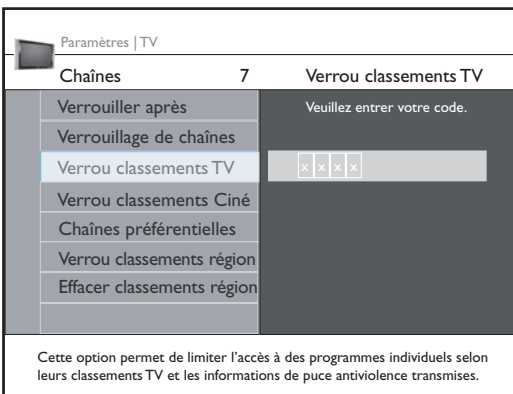 Paramètres | TV
Chaînes 7 Verrou classements TV
Verrouiller après
Verrouillage de chaînes
Verrou classements TV
Verrou classements Ciné
Chaînes préférentielles
Verrou classements région
Effacer classements région
Veuillez entrer votre code.
x x x x
Cette option permet de limiter l'accès à des programmes individuels selon
leurs classements TV et les informations de puce antiviolence transmises.